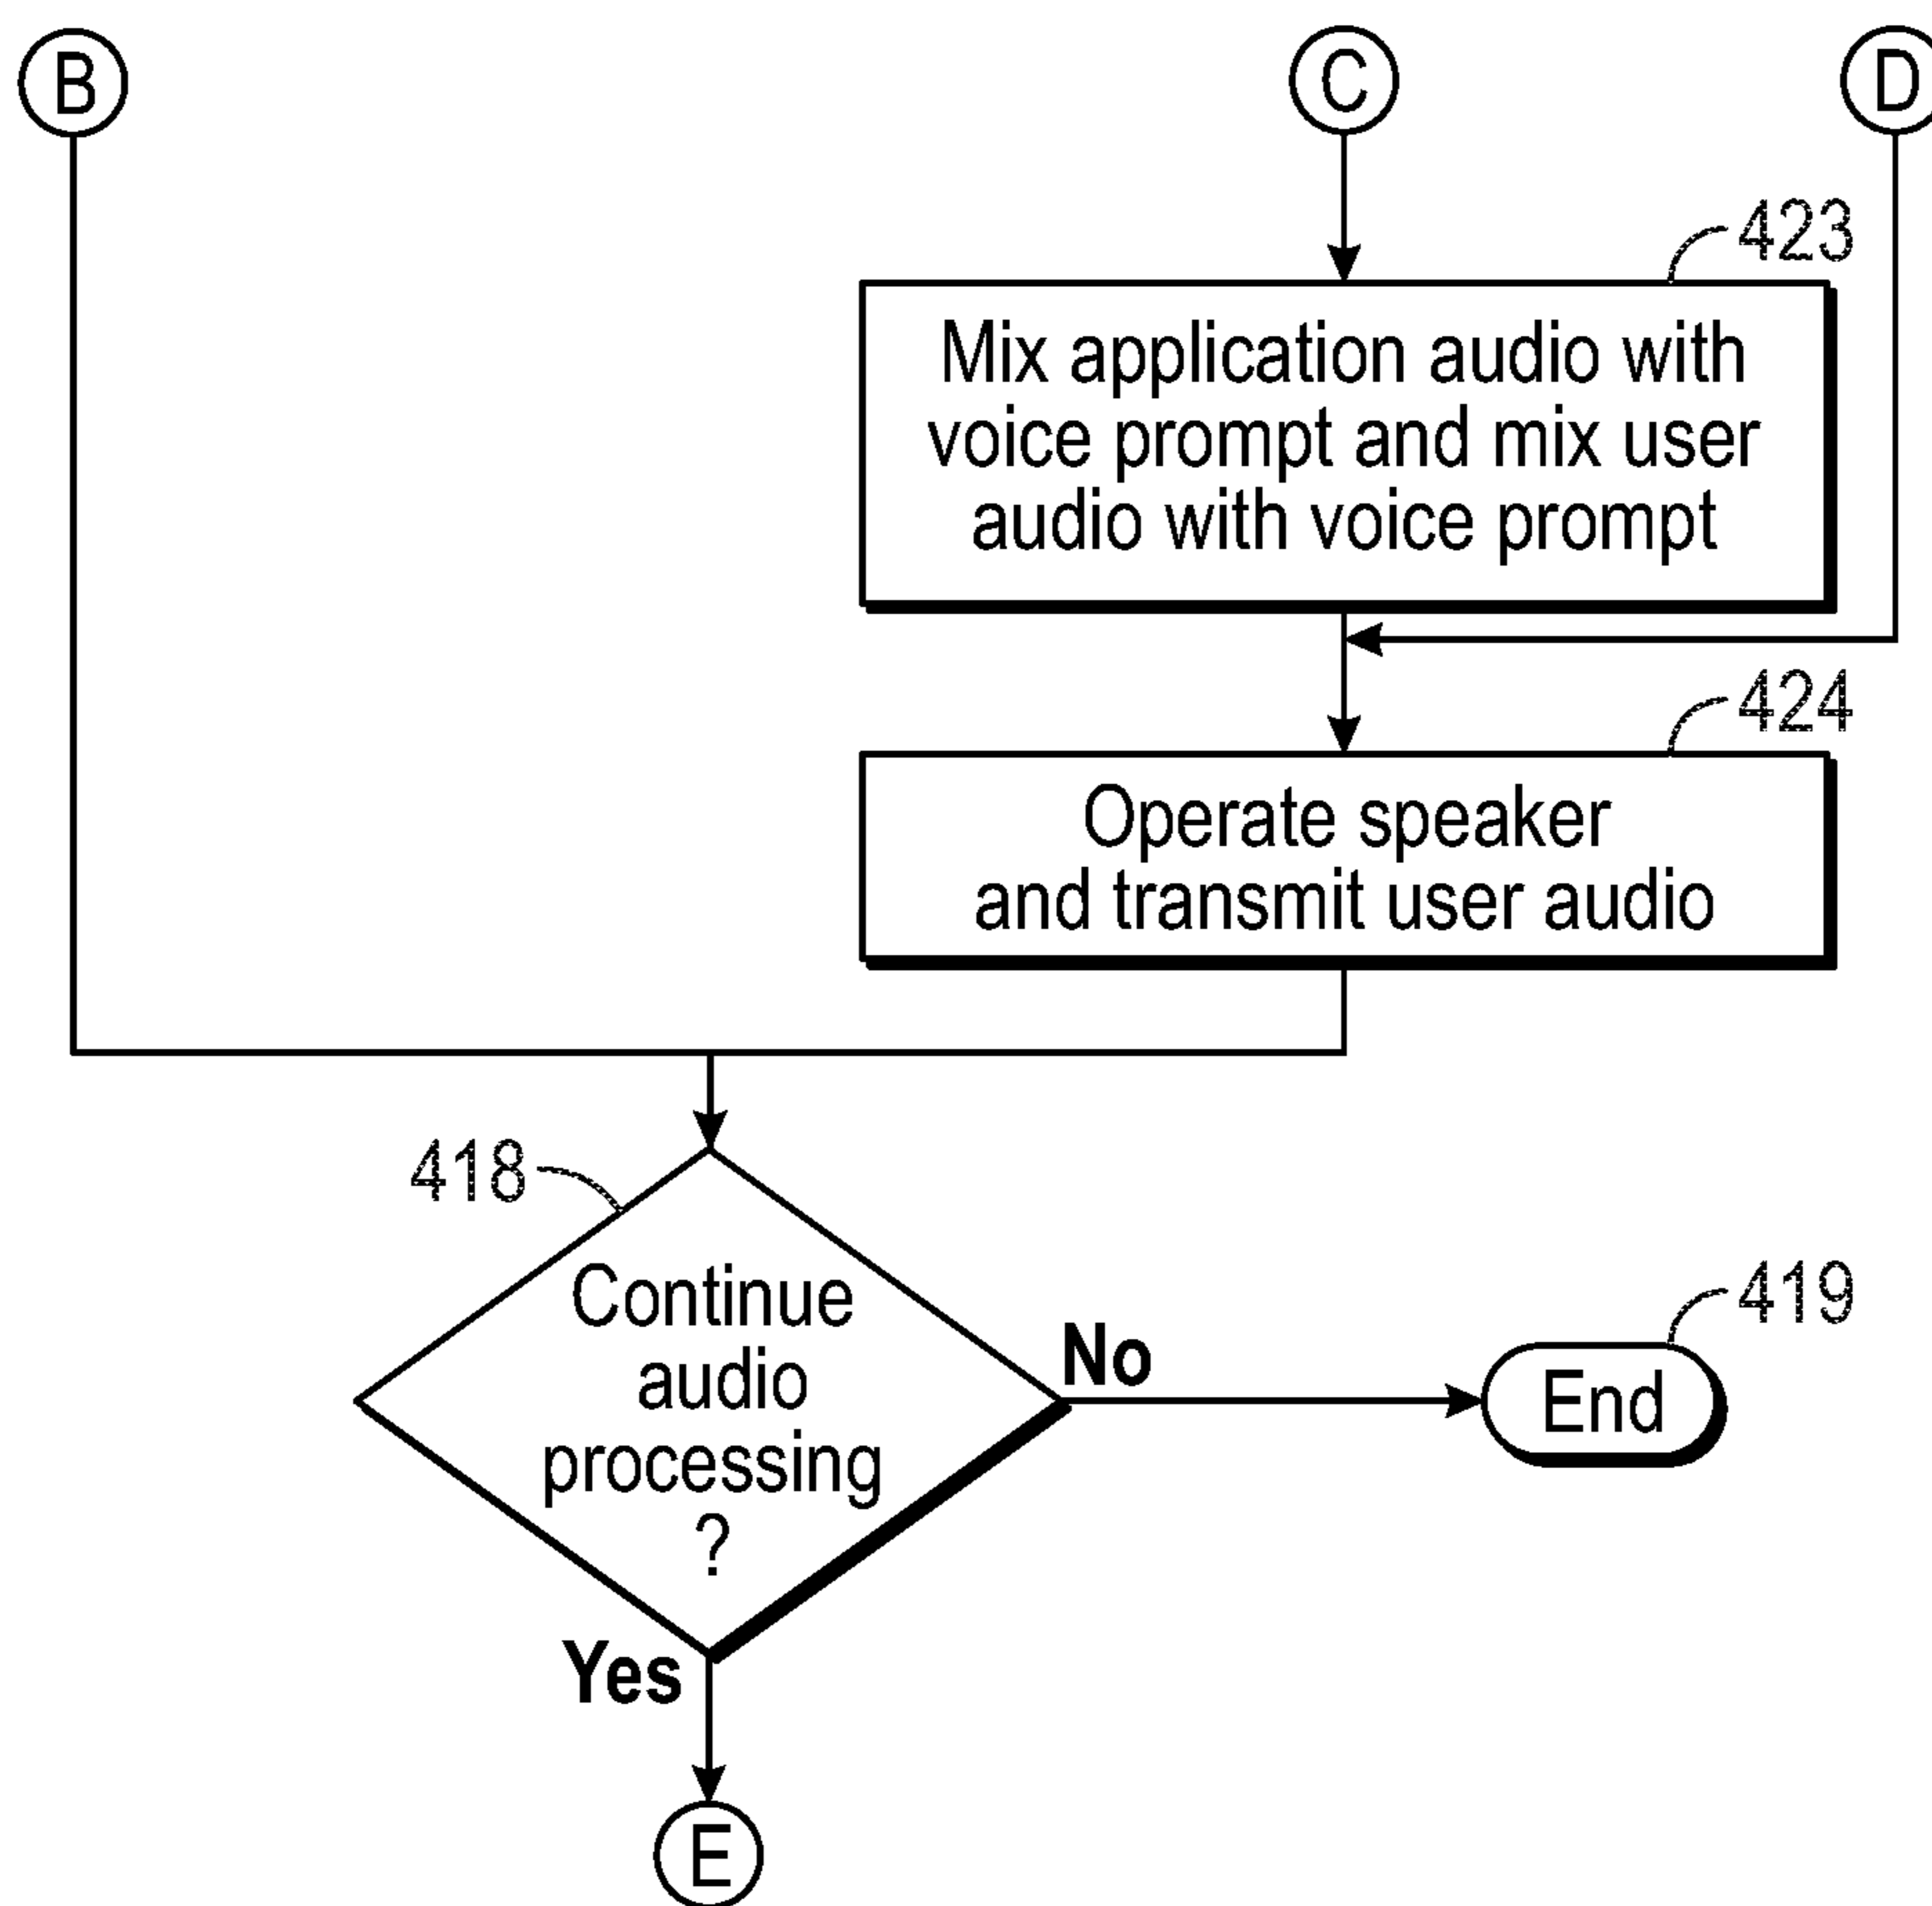 B
C
D
423
Mix application audio with
voice prompt and mix user
audio with voice prompt
424
Operate speaker
and transmit user audio
418
Continue
audio
processing
?
No
419
End
Yes
E